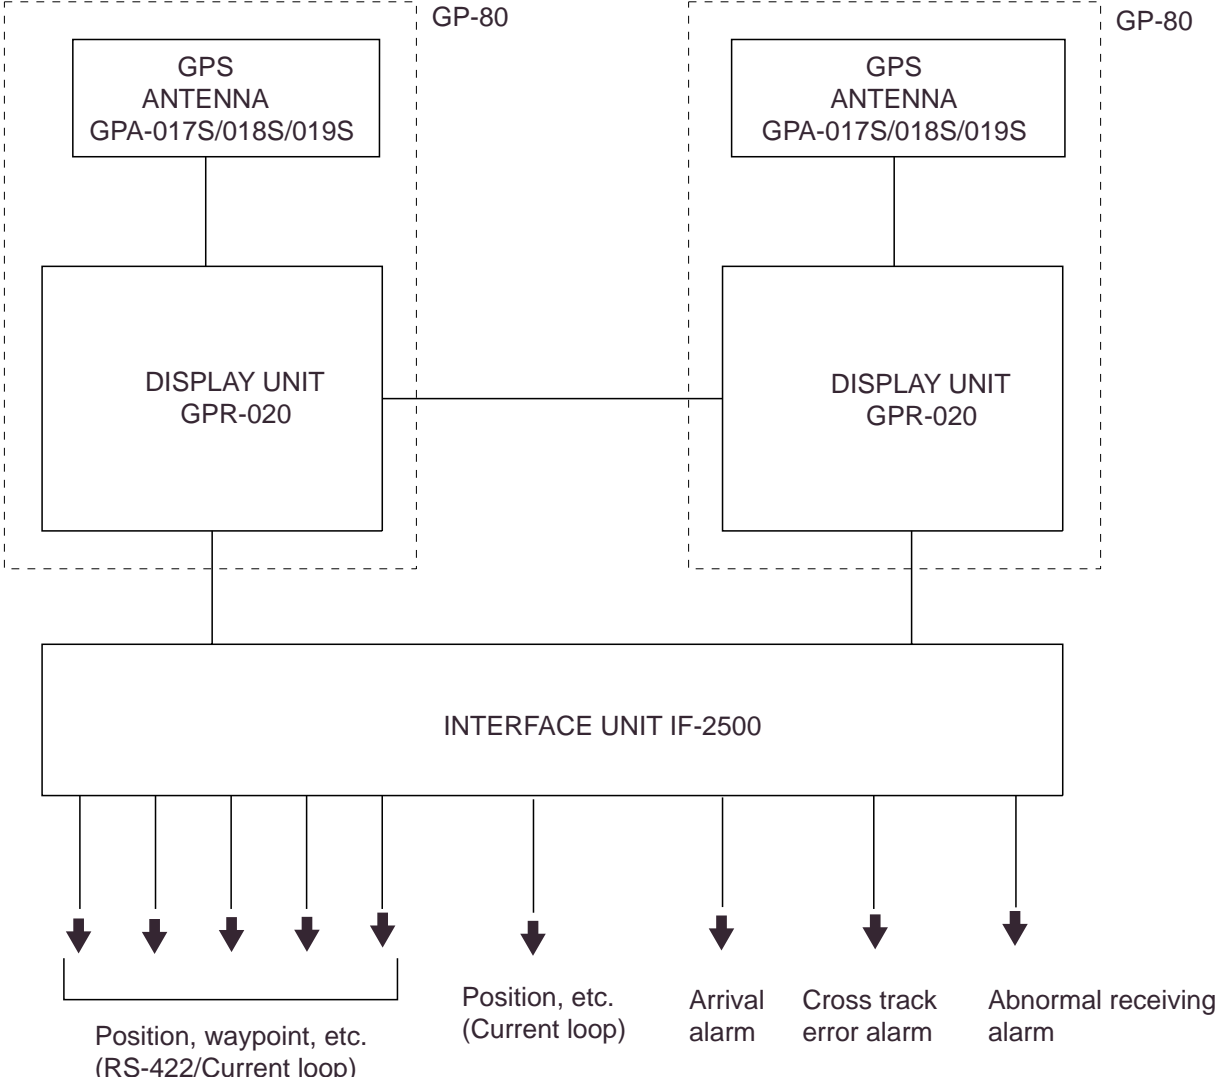 GP-80
GP-80
GPS
ANTENNA
GPA-017S/018S/019S
GPS
ANTENNA
GPA-017S/018S/019S
DISPLAY UNIT
GPR-020
DISPLAY UNIT
GPR-020
INTERFACE UNIT IF-2500
Position, waypoint, etc.
(RS-422/Current loop)
Position, etc.
(Current loop)
Arrival
alarm
Cross track
error alarm
Abnormal receiving
alarm